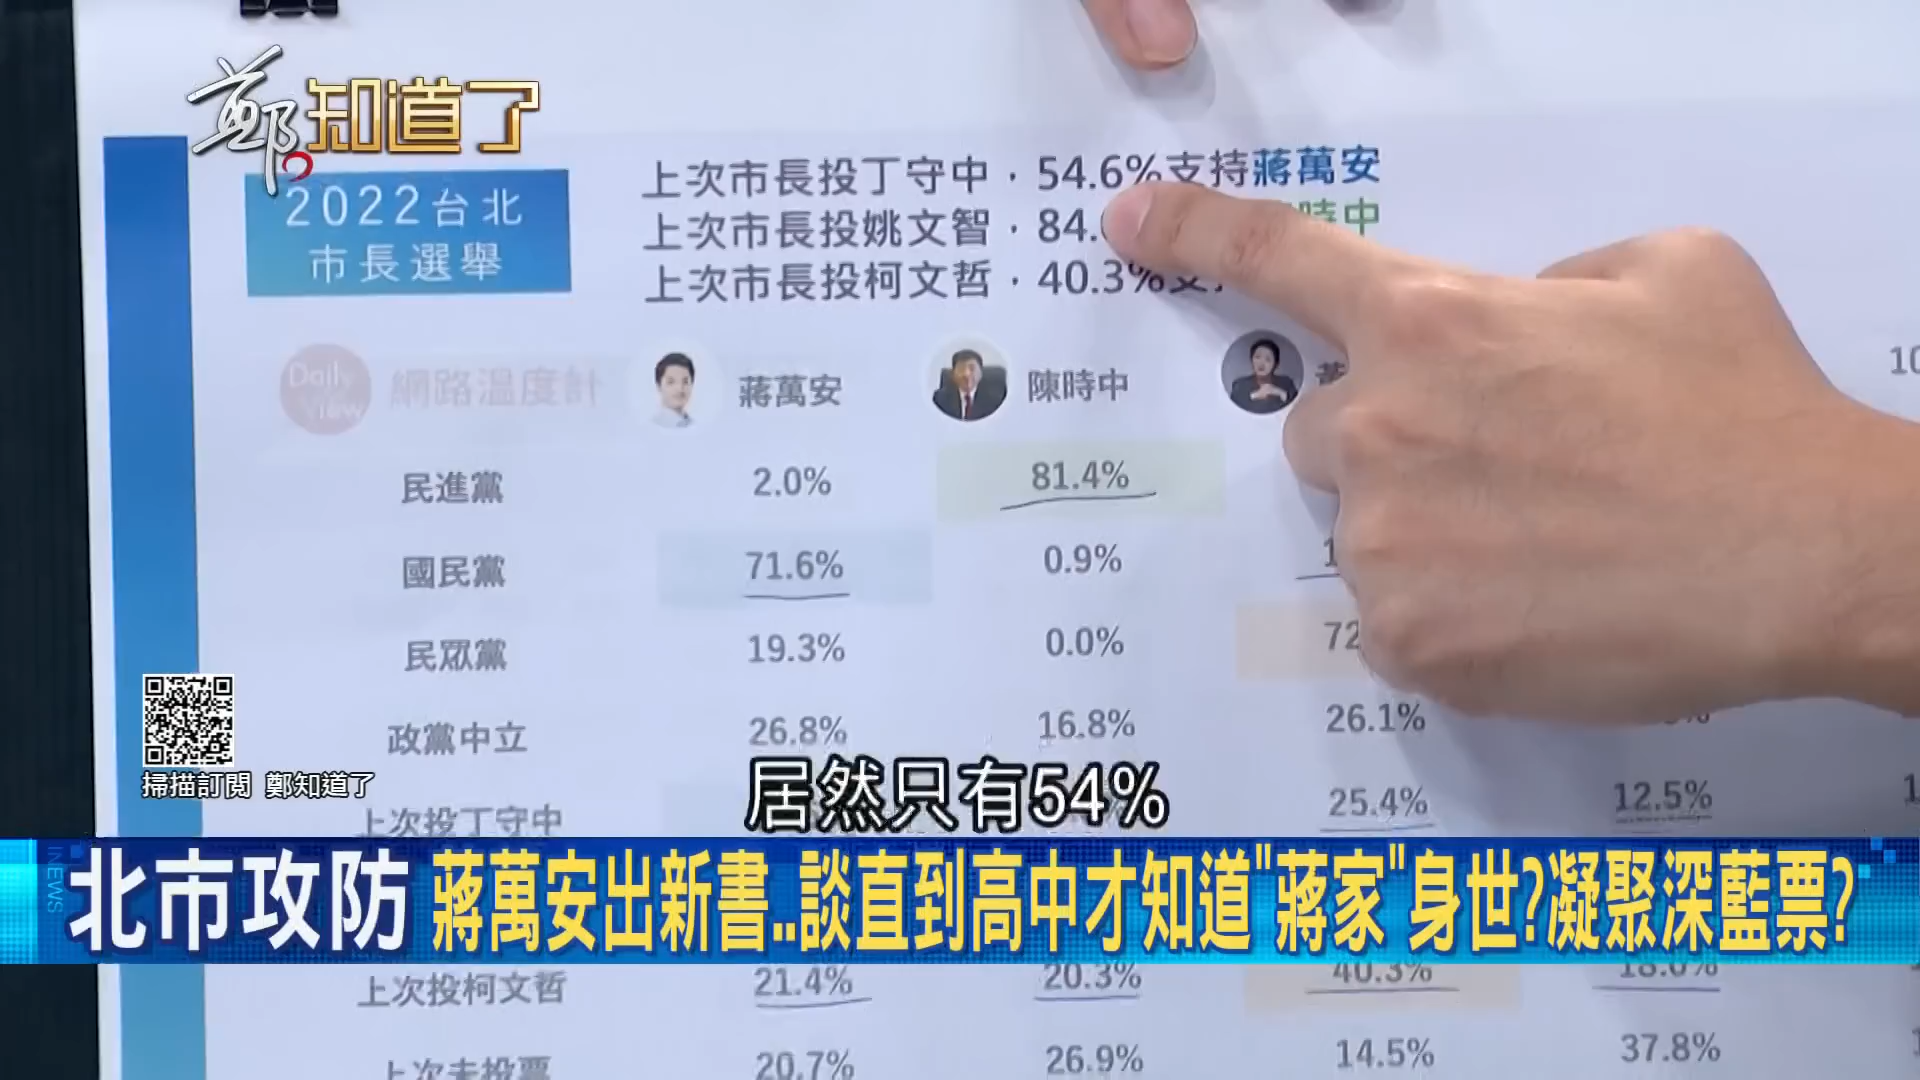 鄭知道了
2022台北
市長選舉
上次市長投丁守中，54.6%支持蔣萬安
上次市長投姚文智，84. 時中
上次市長投柯文哲，40.3%支
Daily View 網路溫度計 蔣萬安 陳時中 黃
民進黨 2.0% 81.4%
國民黨 71.6% 0.9%
民眾黨 19.3% 0.0% 72
政黨中立 26.8% 16.8% 26.1%
掃描訂閱 鄭知道了
上次投丁守中 25.4% 12.5%
居然只有54%
INEWS
北市攻防 蔣萬安出新書..談直到高中才知道"蔣家"身世?凝聚深藍票?
上次投柯文哲 21.4% 20.3% 40.3% 18.0%
上次未投票 20.7% 26.9% 14.5% 37.8%